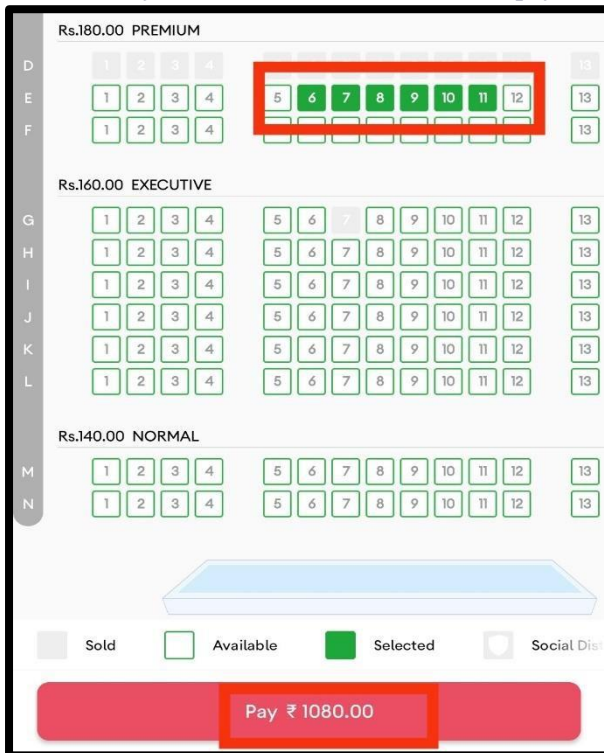 Rs.180.00 PREMIUM
D 1 2 3 4 13
E 1 2 3 4 5 6 7 8 9 10 11 12 13
F 1 2 3 4 13
Rs.160.00 EXECUTIVE
G 1 2 3 4 5 6 7 8 9 10 11 12 13
H 1 2 3 4 5 6 7 8 9 10 11 12 13
I 1 2 3 4 5 6 7 8 9 10 11 12 13
J 1 2 3 4 5 6 7 8 9 10 11 12 13
K 1 2 3 4 5 6 7 8 9 10 11 12 13
L 1 2 3 4 5 6 7 8 9 10 11 12 13
Rs.140.00 NORMAL
M 1 2 3 4 5 6 7 8 9 10 11 12 13
N 1 2 3 4 5 6 7 8 9 10 11 12 13
Sold Available Selected Social Dis
Pay ₹ 1080.00